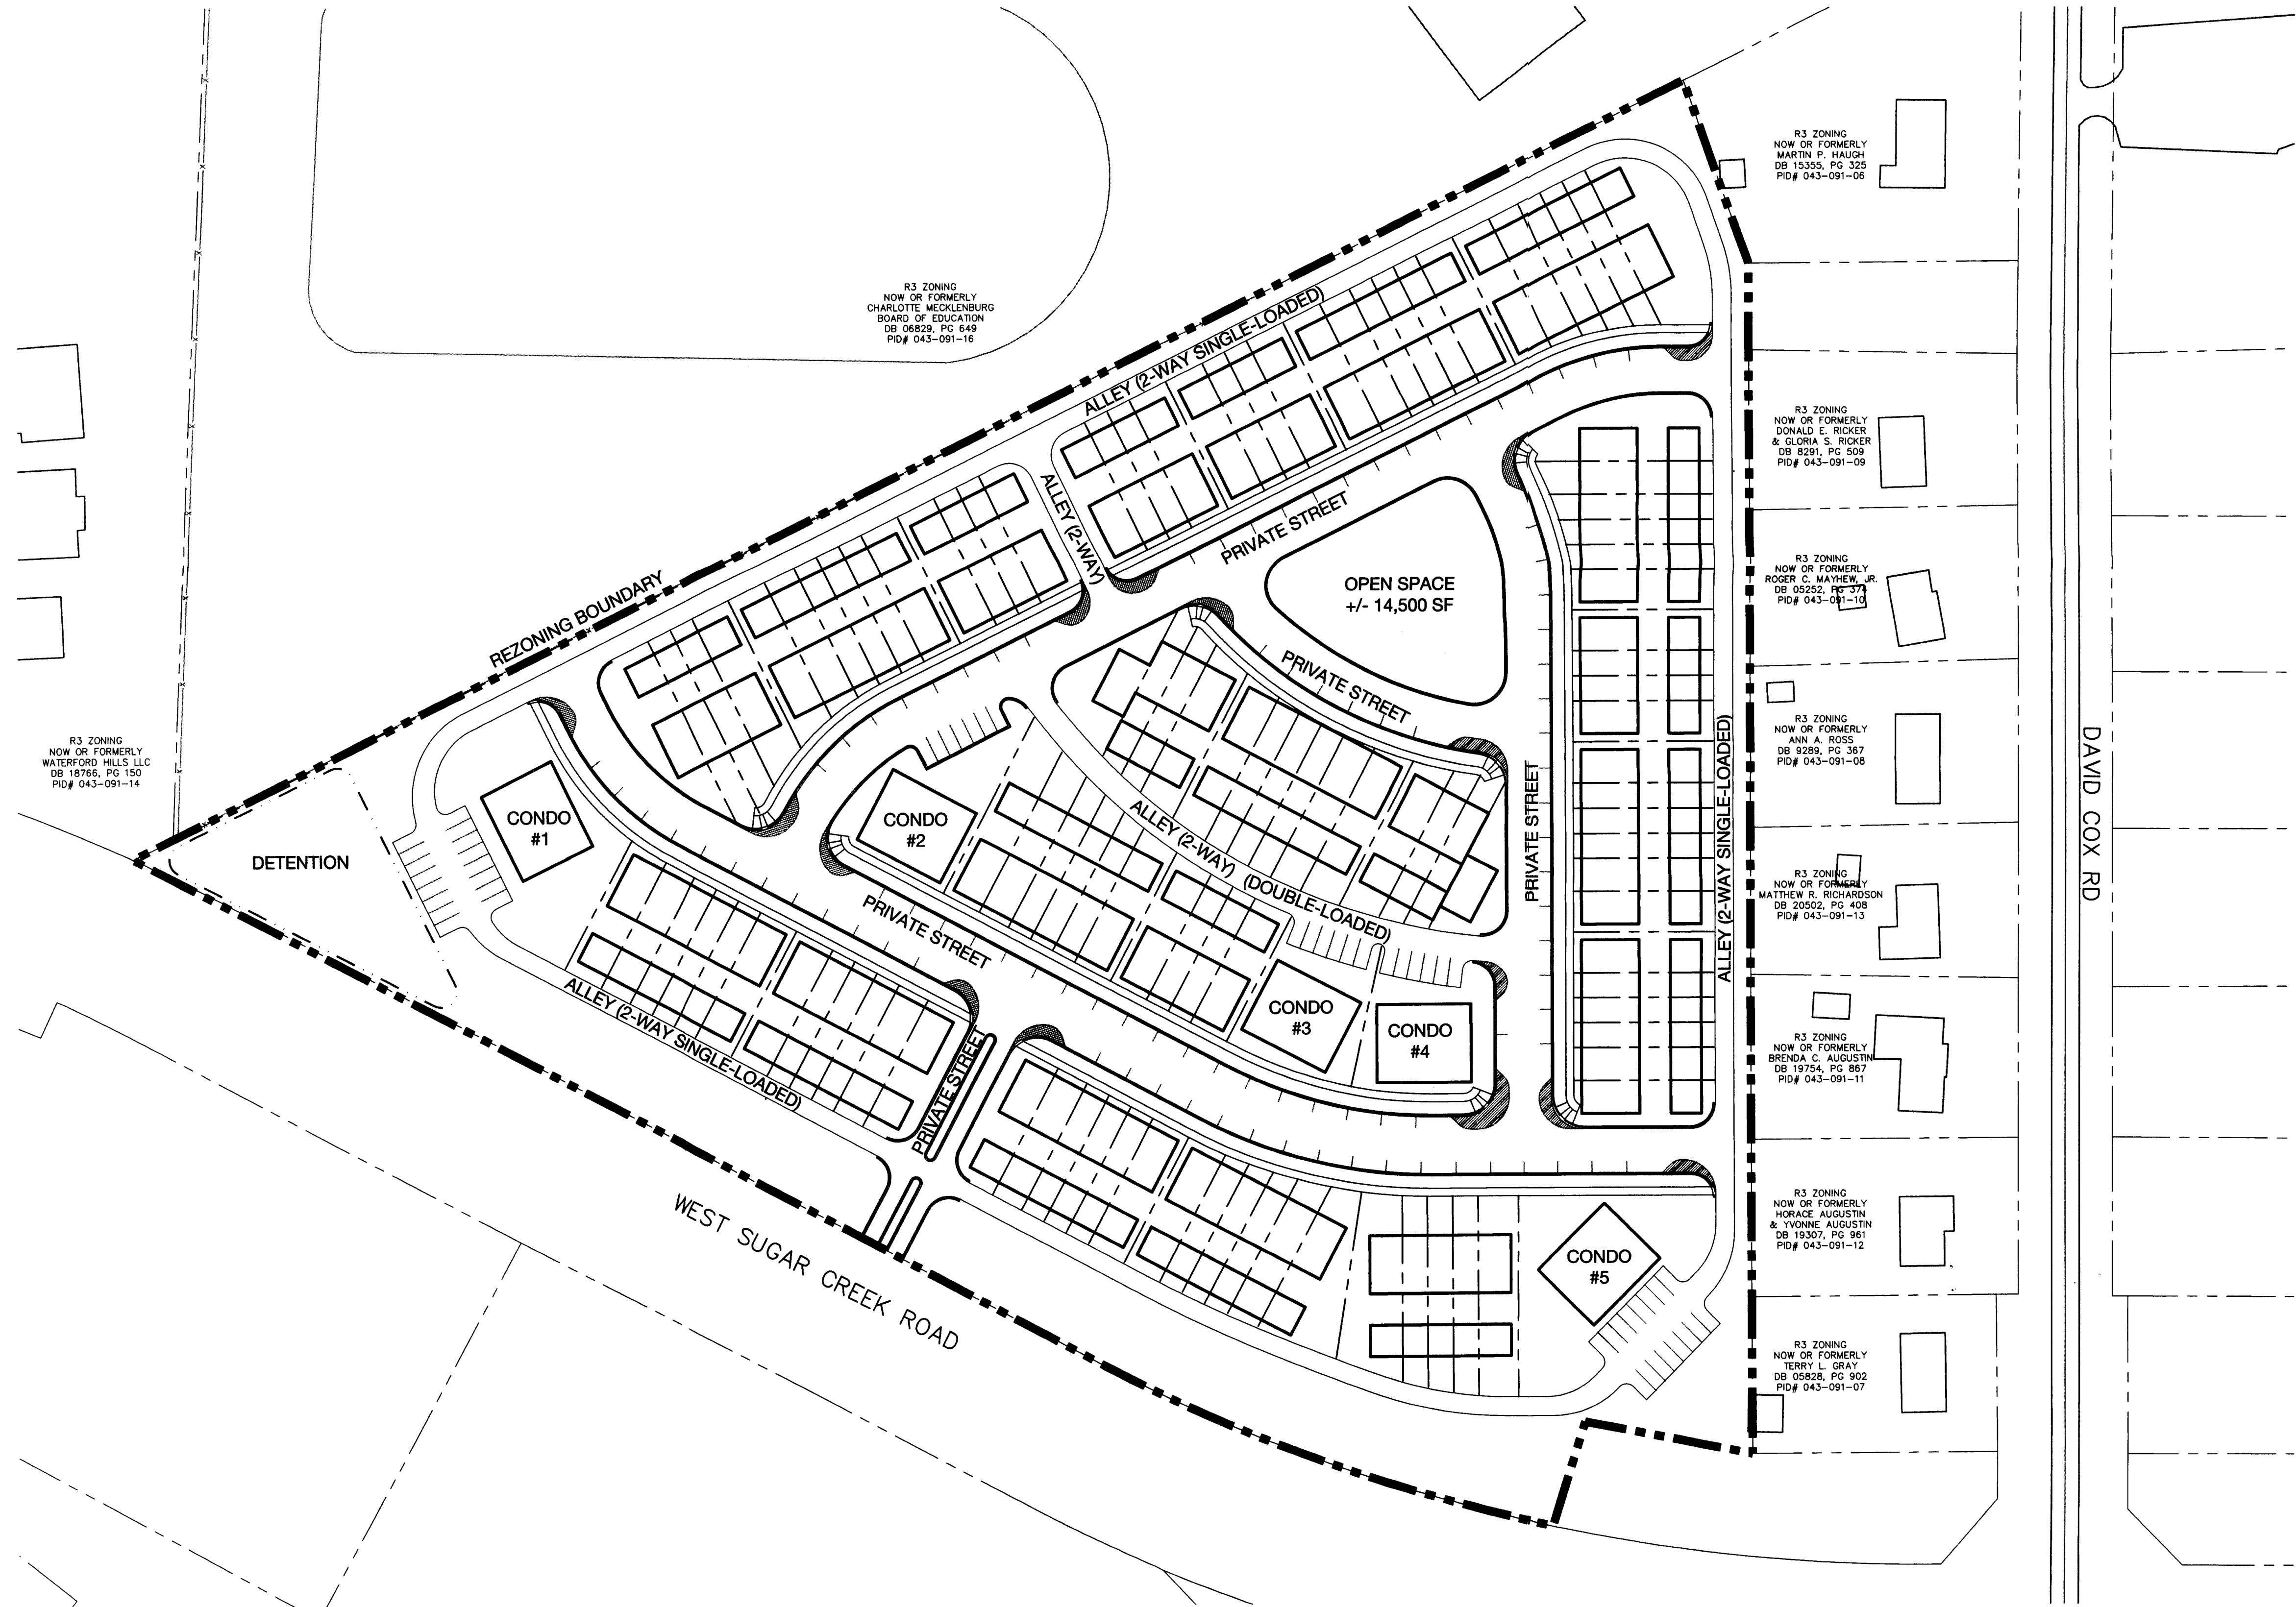 R3 ZONING
NOW OR FORMERLY
MARTIN P. HAUGH
DB 15355, PG 325
PID# 043-091-06
R3 ZONING
NOW OR FORMERLY
CHARLOTTE MECKLENBURG
BOARD OF EDUCATION
DB 06829, PG 649
PID# 043-091-16
ALLEY (2-WAY SINGLE-LOADED)
R3 ZONING
NOW OR FORMERLY
DONALD E. RICKER
& GLORIA S. RICKER
DB 8291, PG 509
PID# 043-091-09
ALLEY (2-WAY)
PRIVATE STREET
OPEN SPACE
+/- 14,500 SF
R3 ZONING
NOW OR FORMERLY
ROGER C. MAYHEW, JR.
DB 05252, PG 374
PID# 043-091-10
REZONING BOUNDARY
PRIVATE STREET
R3 ZONING
NOW OR FORMERLY
WATERFORD HILLS LLC
DB 18766, PG 150
PID# 043-091-14
R3 ZONING
NOW OR FORMERLY
ANN A. ROSS
DB 9289, PG 367
PID# 043-091-08
DAVID COX RD
CONDO
#1
CONDO
#2
ALLEY (2-WAY) (DOUBLE-LOADED)
PRIVATE STREET
ALLEY (2-WAY SINGLE-LOADED)
DETENTION
R3 ZONING
NOW OR FORMERLY
MATTHEW R. RICHARDSON
DB 20502, PG 408
PID# 043-091-13
PRIVATE STREET
ALLEY (2-WAY SINGLE-LOADED)
CONDO
#3
CONDO
#4
R3 ZONING
NOW OR FORMERLY
BRENDA C. AUGUSTIN
DB 19754, PG 867
PID# 043-091-11
PRIVATE STREET
WEST SUGAR CREEK ROAD
CONDO
#5
R3 ZONING
NOW OR FORMERLY
HORACE AUGUSTIN
& YVONNE AUGUSTIN
DB 19307, PG 961
PID# 043-091-12
R3 ZONING
NOW OR FORMERLY
TERRY L. GRAY
DB 05828, PG 902
PID# 043-091-07